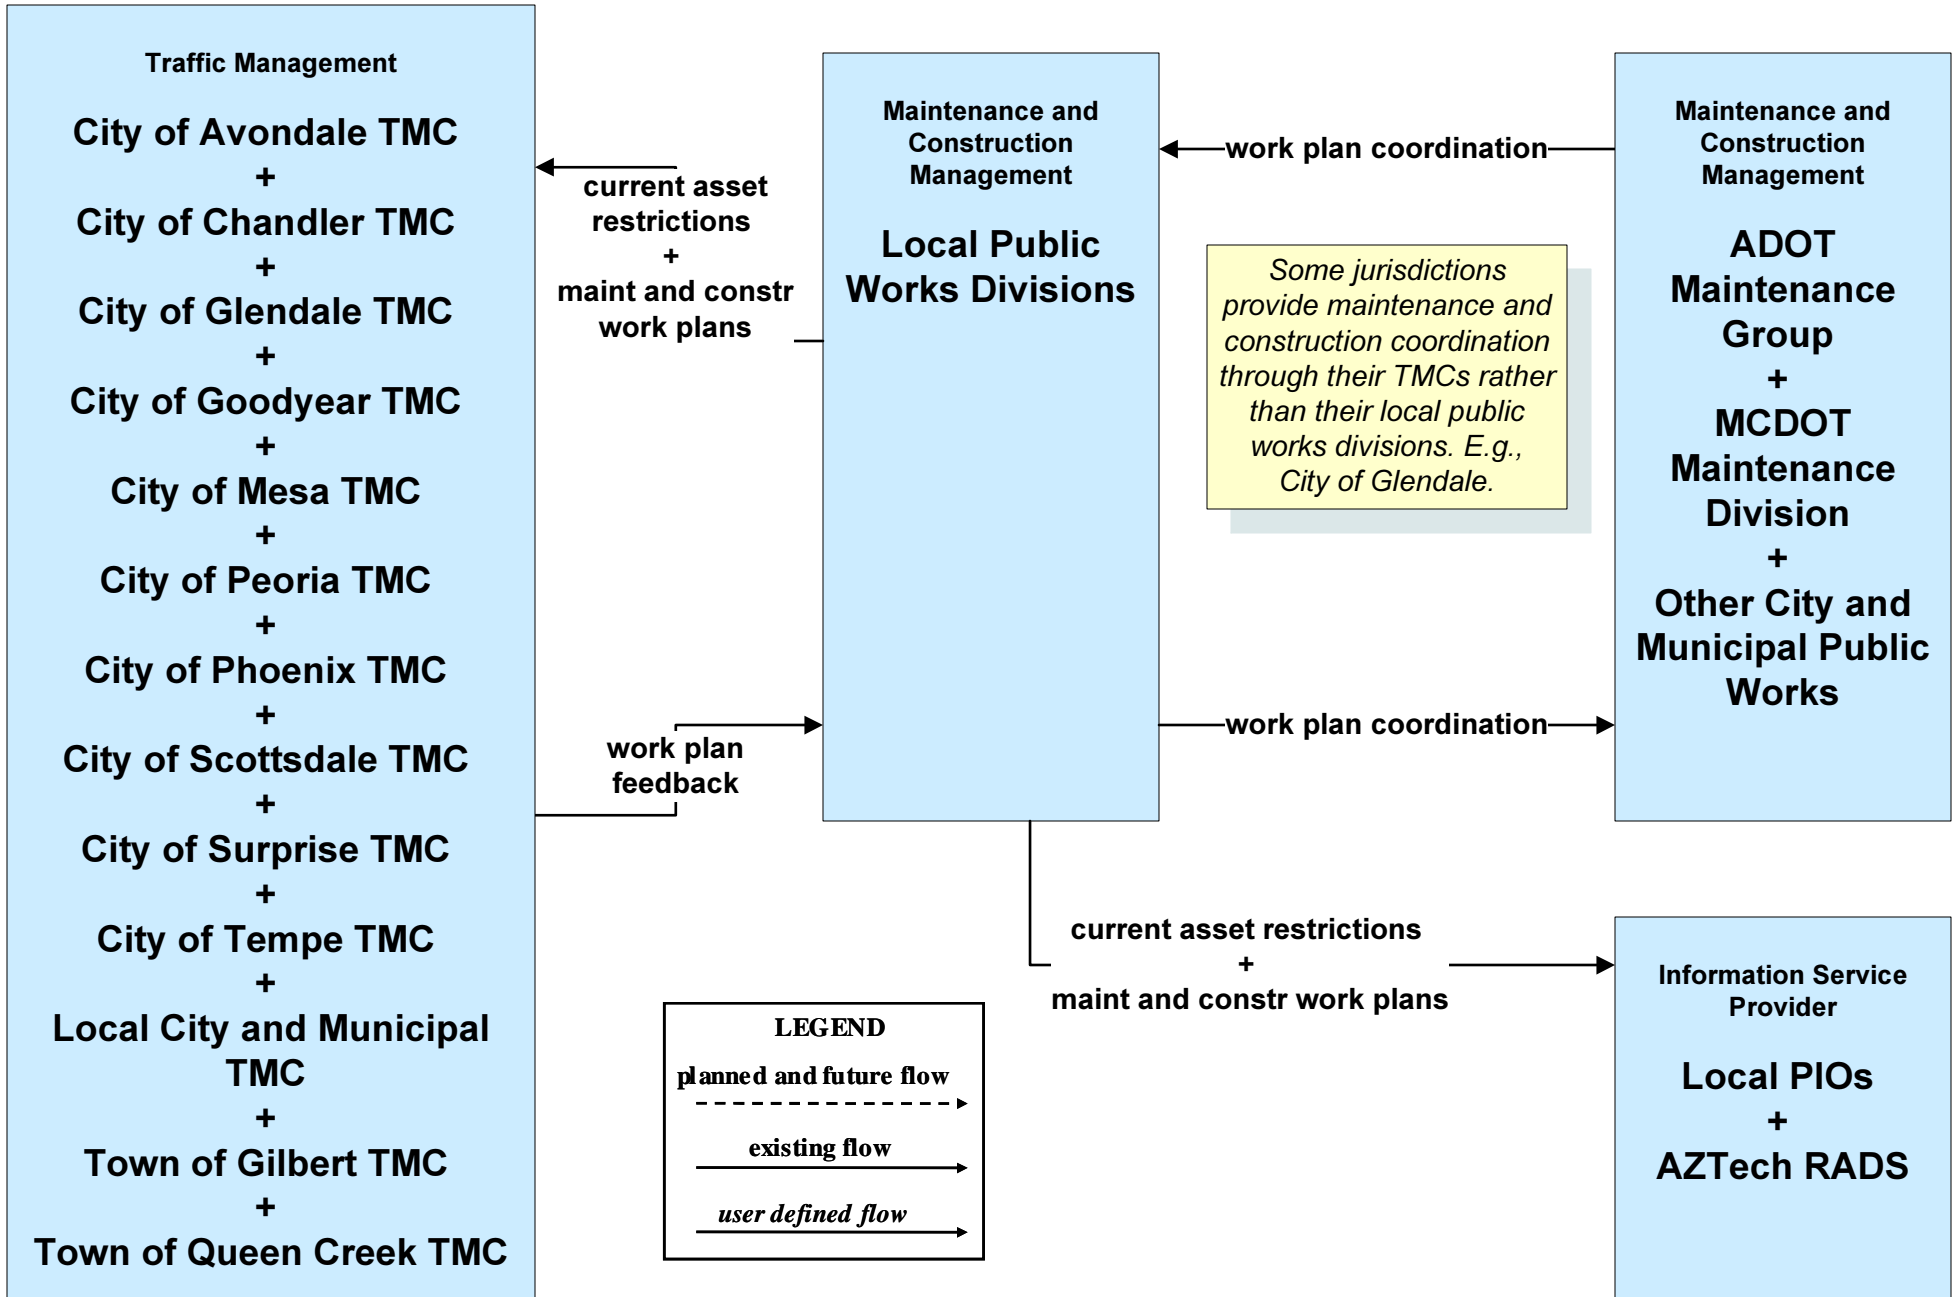 Traffic Management
City of Avondale TMC
+
City of Chandler TMC
+
City of Glendale TMC
+
City of Goodyear TMC
+
City of Mesa TMC
+
City of Peoria TMC
+
City of Phoenix TMC
+
City of Scottsdale TMC
+
City of Surprise TMC
+
City of Tempe TMC
+
Local City and Municipal
TMC
+
Town of Gilbert TMC
+
Town of Queen Creek TMC
current asset
restrictions
+
maint and constr
work plans
work plan
feedback
Maintenance and
Construction
Management
Local Public
Works Divisions
work plan coordination
Some jurisdictions
provide maintenance and
construction coordination
through their TMCs rather
than their local public
works divisions. E.g.,
City of Glendale.
work plan coordination
Maintenance and
Construction
Management
ADOT
Maintenance
Group
+
MCDOT
Maintenance
Division
+
Other City and
Municipal Public
Works
current asset restrictions
+
maint and constr work plans
Information Service
Provider
Local PIOs
+
AZTech RADS
LEGEND
planned and future flow
existing flow
user defined flow